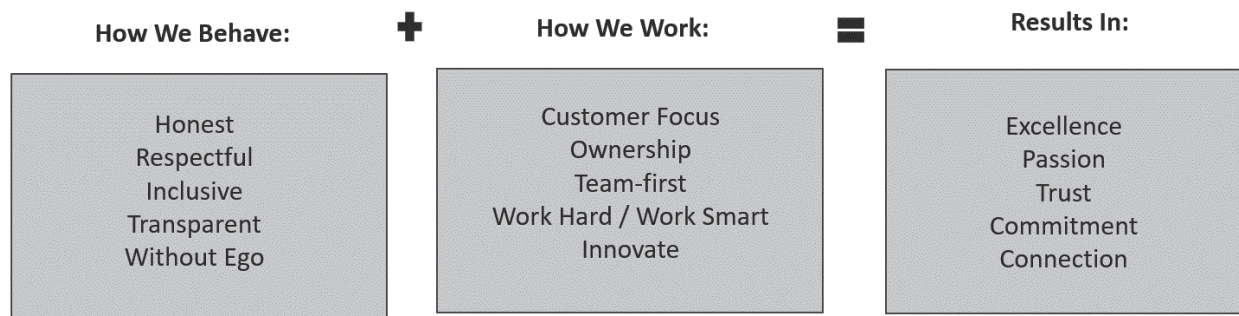 How We Behave:
+
How We Work:
=
Results In:
Honest
Respectful
Inclusive
Transparent
Without Ego
Customer Focus
Ownership
Team-first
Work Hard / Work Smart
Innovate
Excellence
Passion
Trust
Commitment
Connection